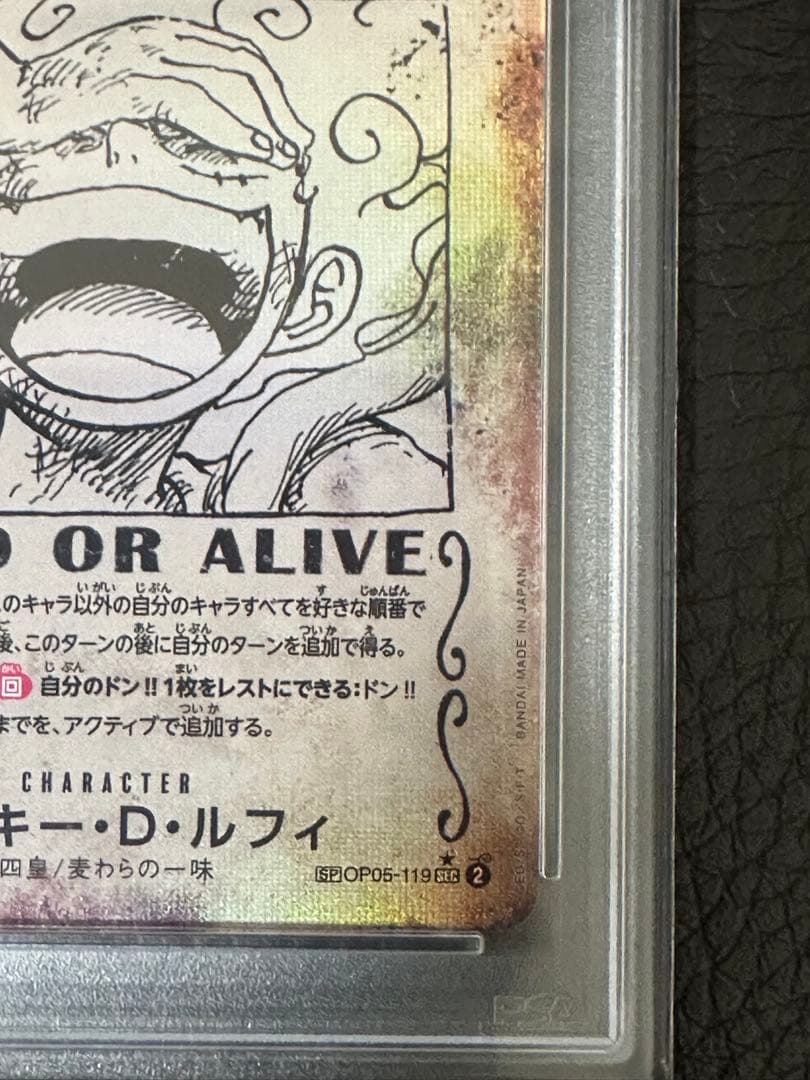 D OR ALIVE
のキャラ以外の自分のキャラすべてを好きな順番で
後、このターンの後に自分のターンを追加で得る。
回 自分のドン!!1枚をレストにできる:ドン!!
までを、アクティブで追加する。
CHARACTER
キー・D・ルフィ
四皇/麦わらの一味
SP OP05-119 SEC 2
BANDAI MADE IN JAPAN
PSA